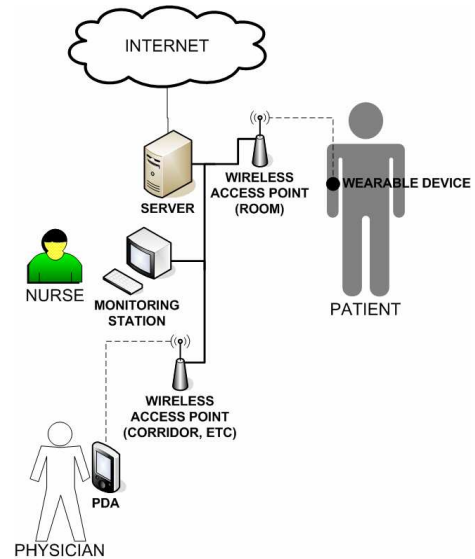 INTERNET
WIRELESS
ACCESS POINT
(ROOM)
WEARABLE DEVICE
SERVER
NURSE
MONITORING
STATION
PATIENT
WIRELESS
ACCESS POINT
(CORRIDOR, ETC)
PDA
PHYSICIAN